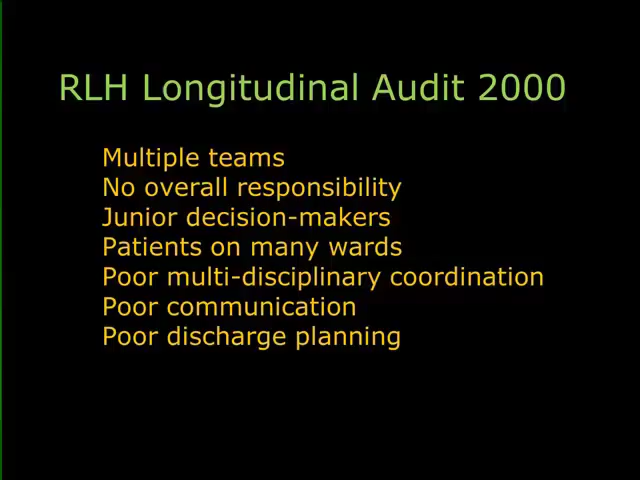 RLH Longitudinal Audit 2000
Multiple teams
No overall responsibility
Junior decision-makers
Patients on many wards
Poor multi-disciplinary coordination
Poor communication
Poor discharge planning